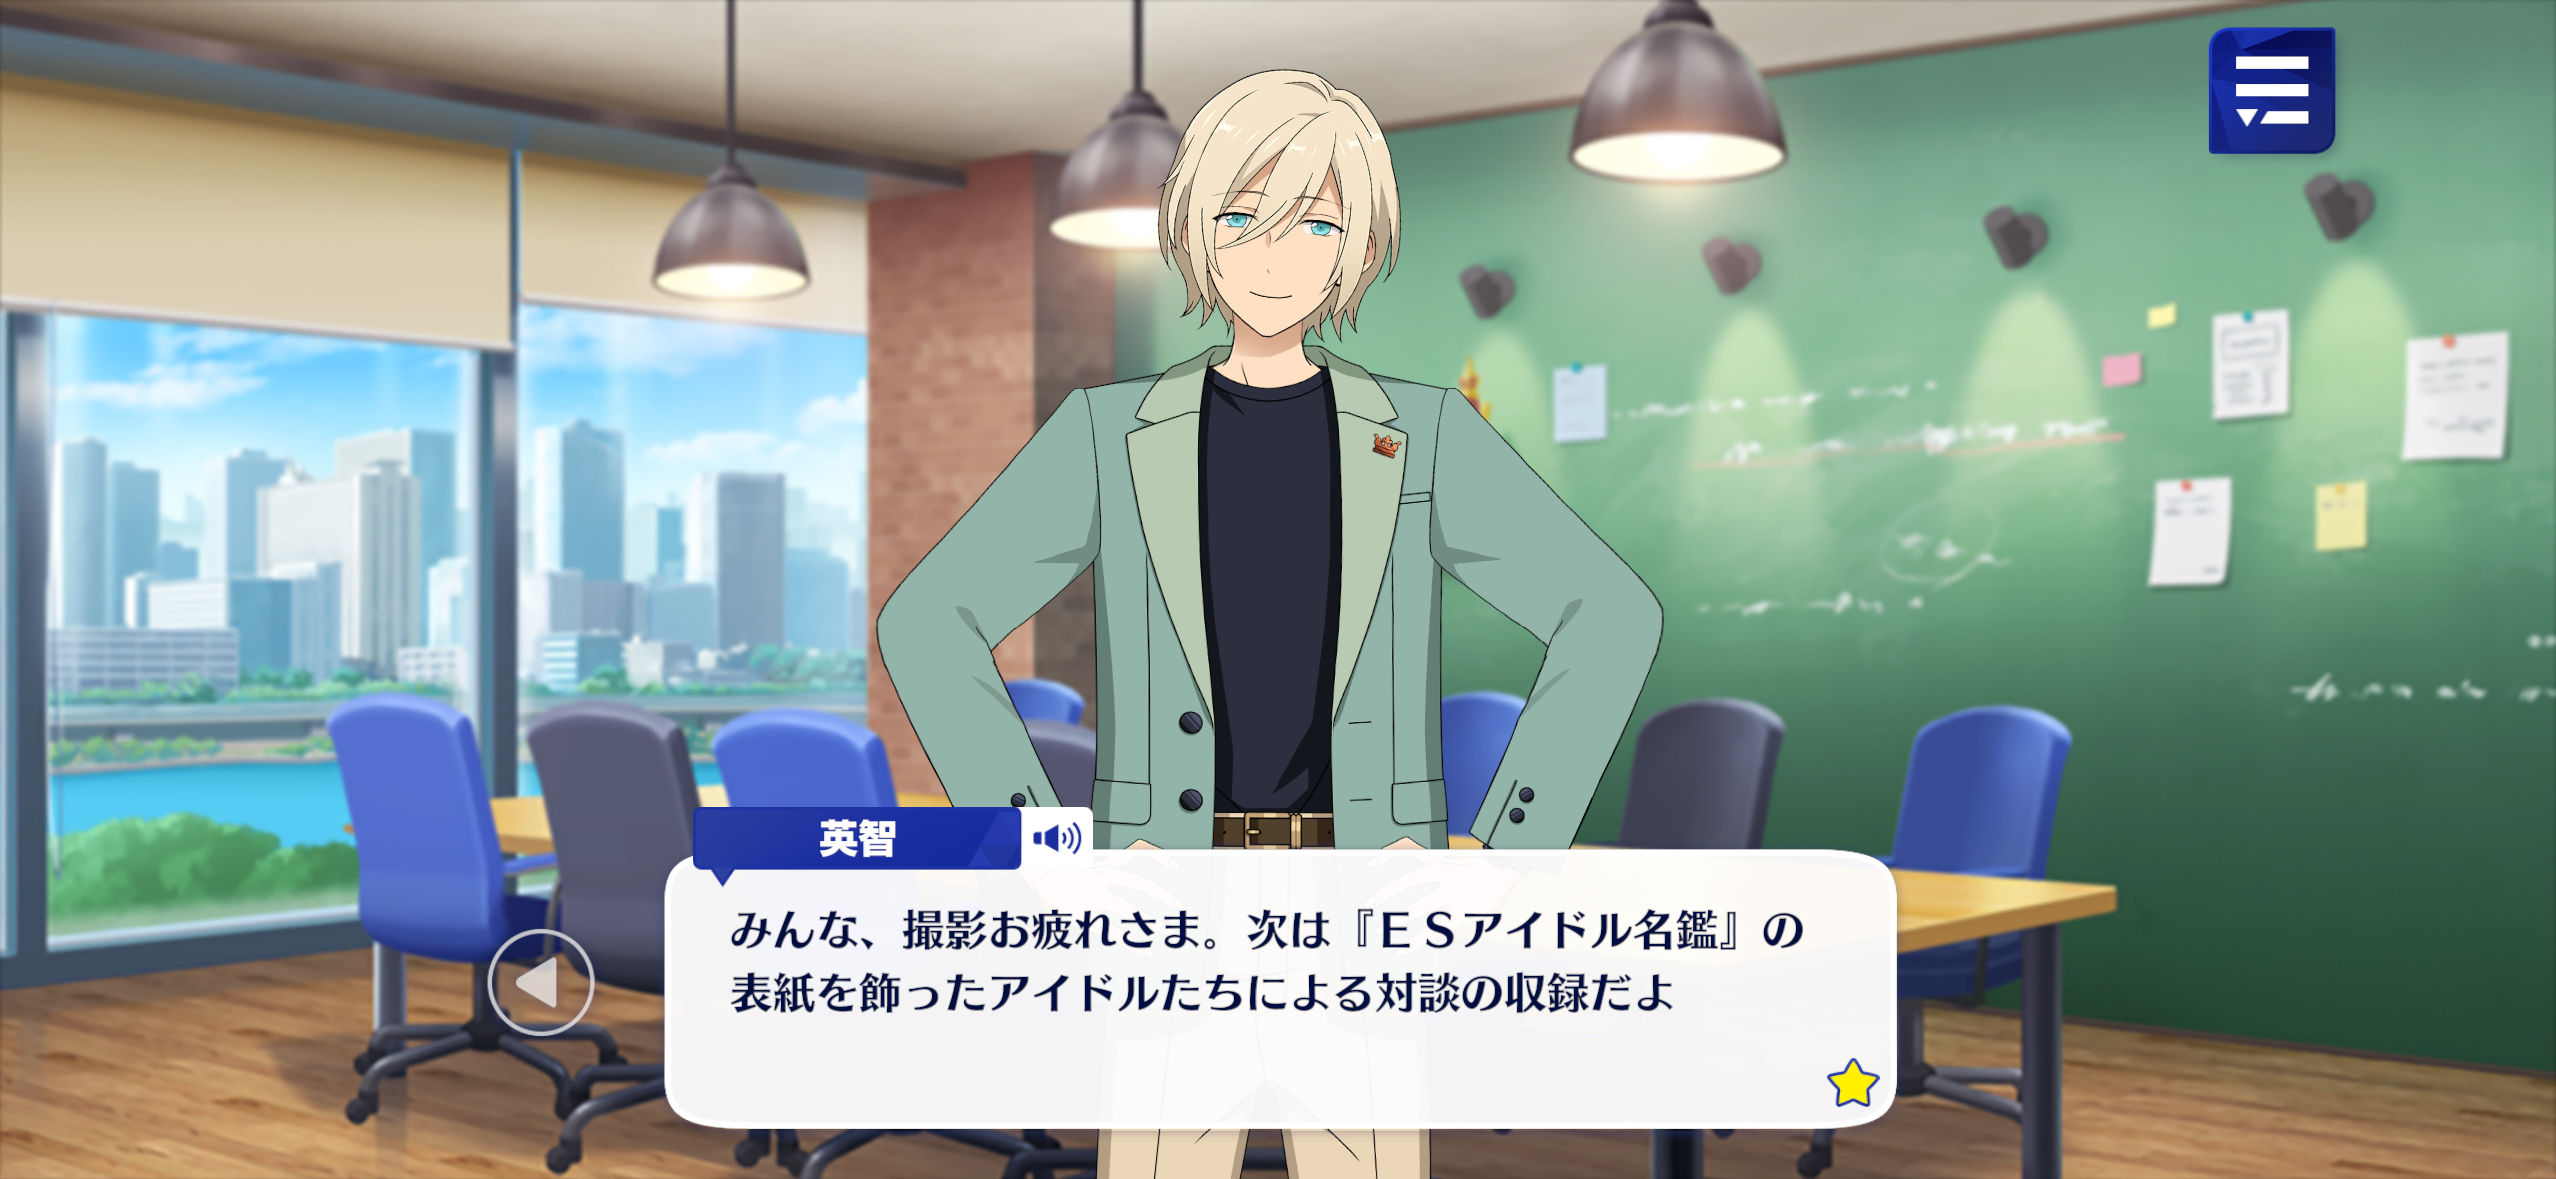 英智
みんな、撮影お疲れさま。次は『ＥＳアイドル名鑑』の
表紙を飾ったアイドルたちによる対談の収録だよ